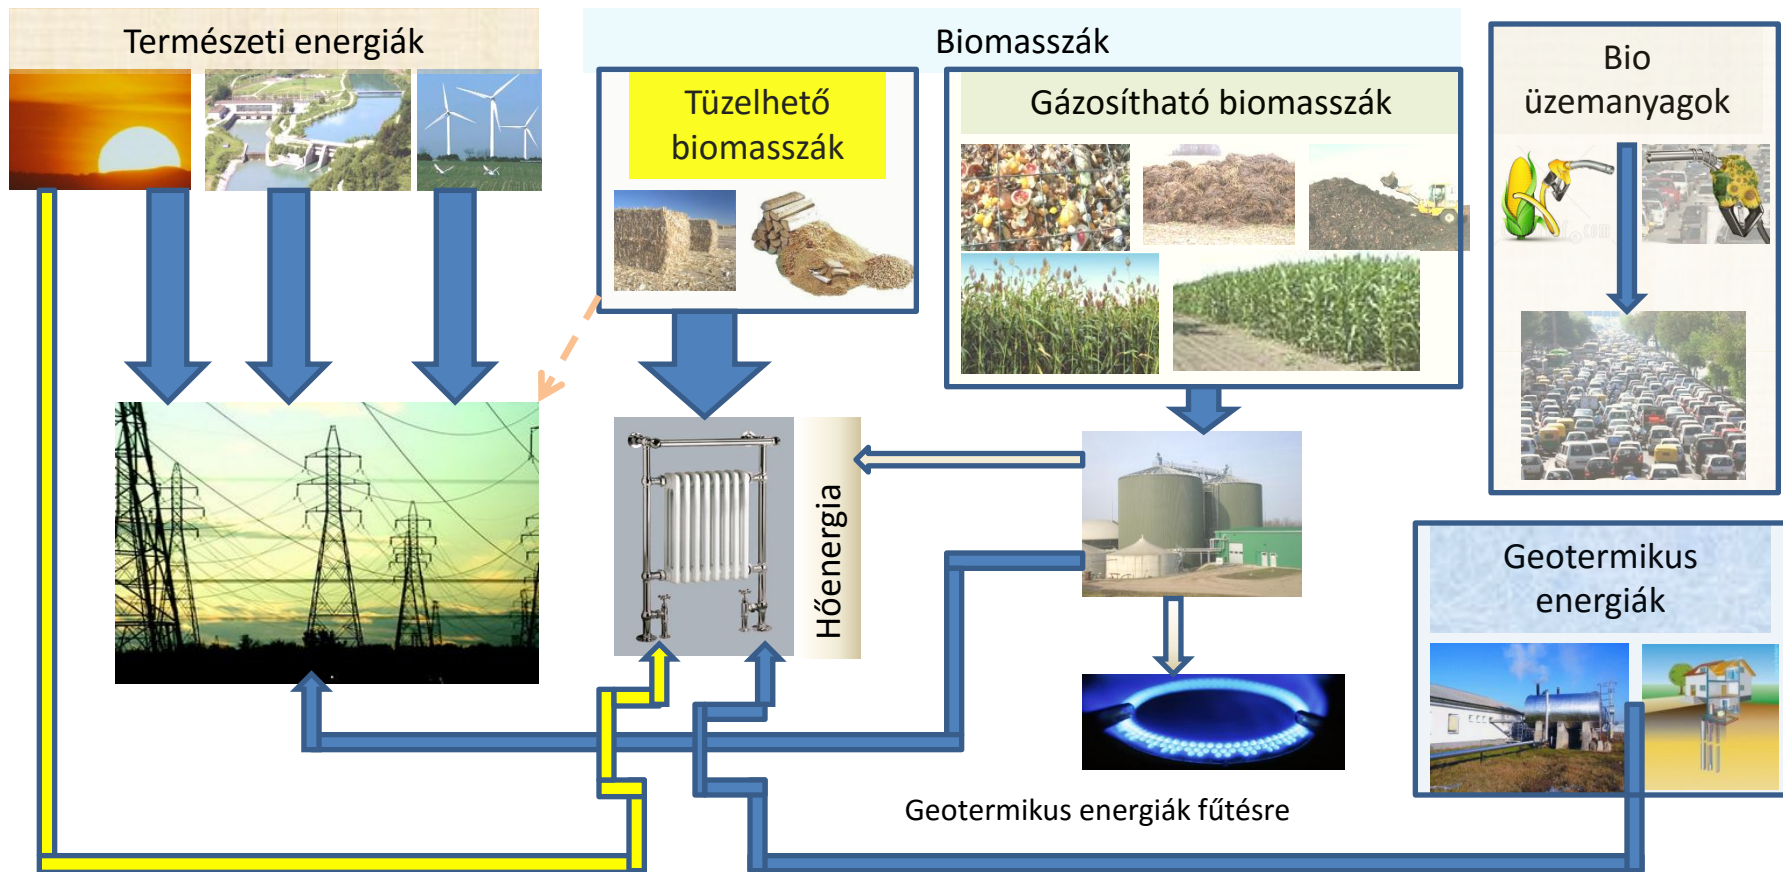 Természeti energiák
Biomasszák
Tüzelhető
biomasszák
Gázosítható biomasszák
Bio
üzemanyagok
Hőenergia
Geotermikus
energiák
Geotermikus energiák fűtésre